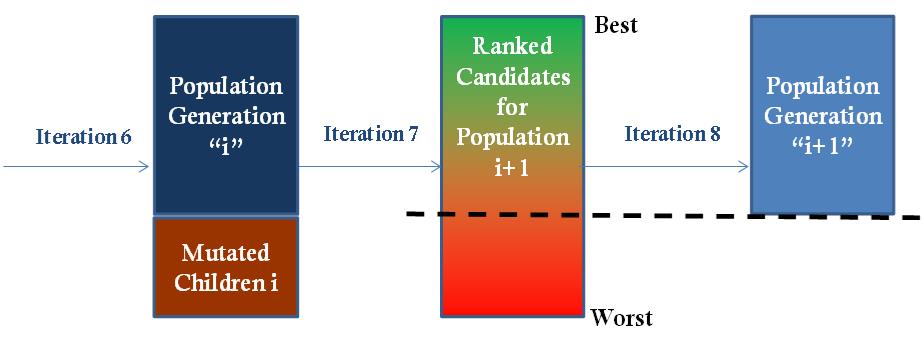 Iteration 6
Population
Generation
“i”
Mutated
Children i
Iteration 7
Ranked
Candidates
for
Population
i+1
Best
Worst
Iteration 8
Population
Generation
“i+1”